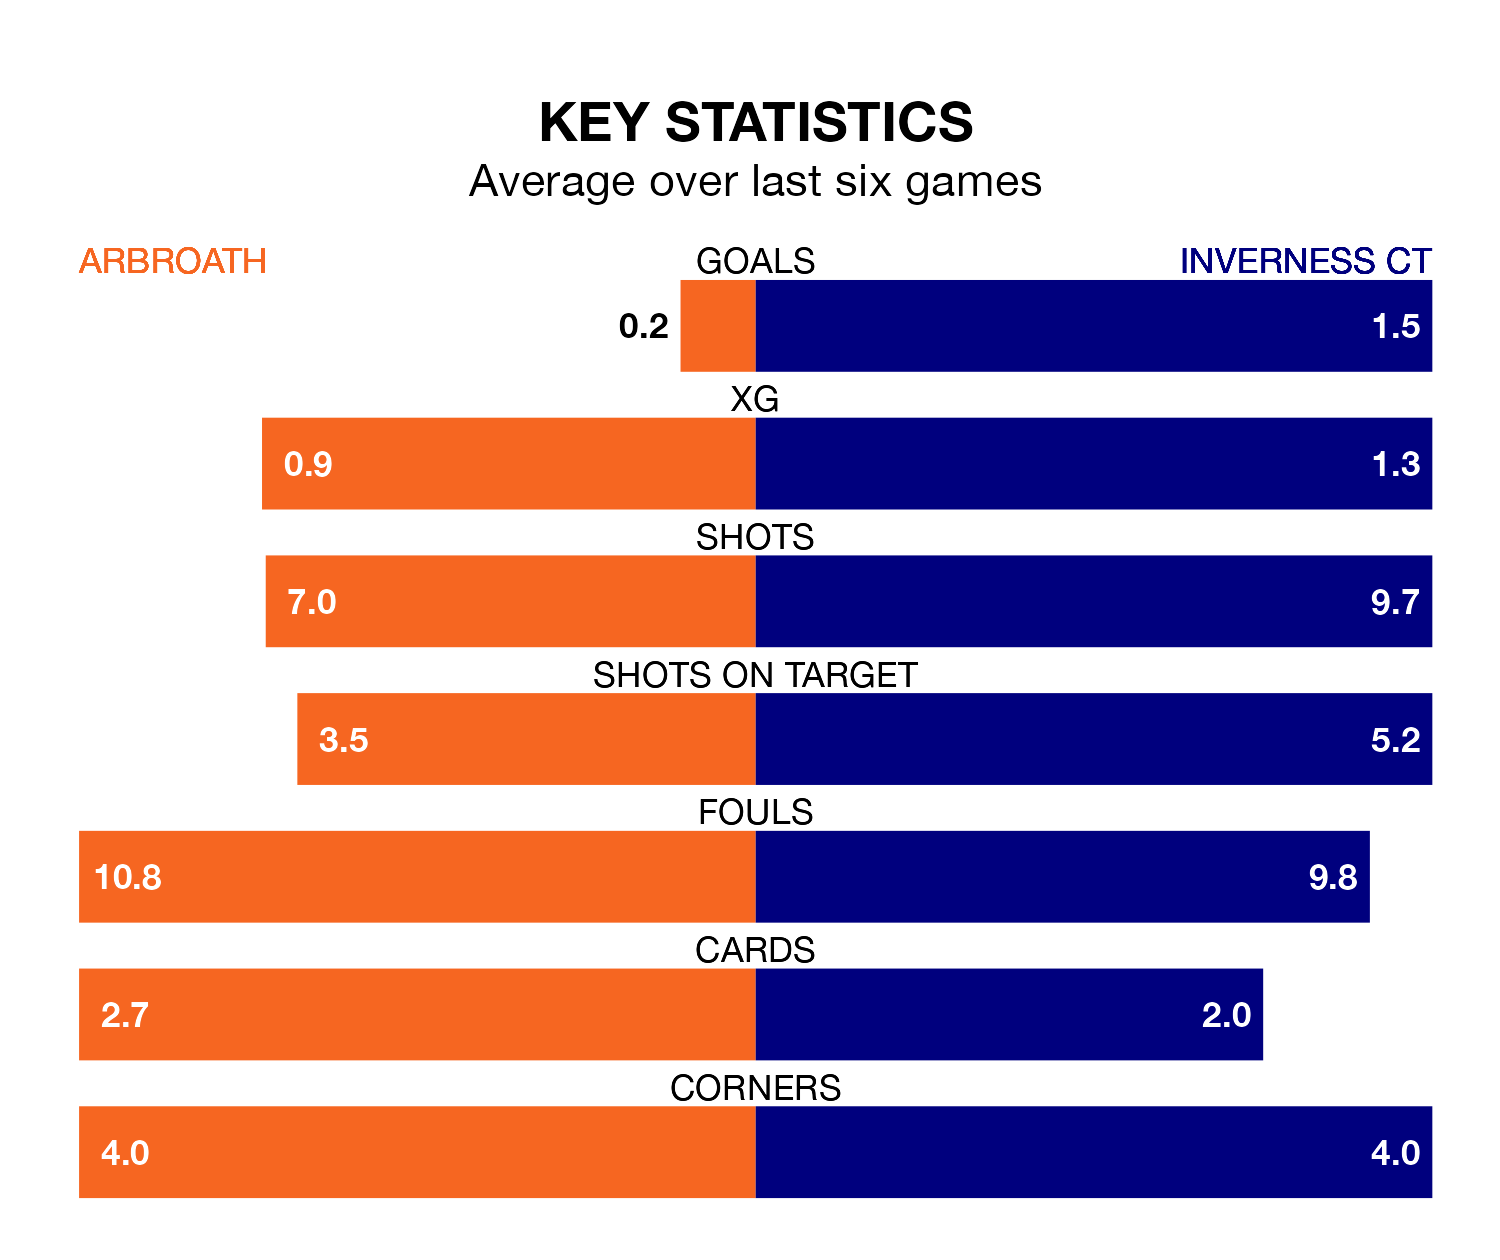 KEY STATISTICS
Average over last six games
ARBROATH GOALS INVERNESS CT
0.2 1.5
XG
0.9 1.3
SHOTS
7.0 9.7
SHOTS ON TARGET
3.5 5.2
FOULS
10.8 9.8
CARDS
2.7 2.0
CORNERS
4.0 4.0